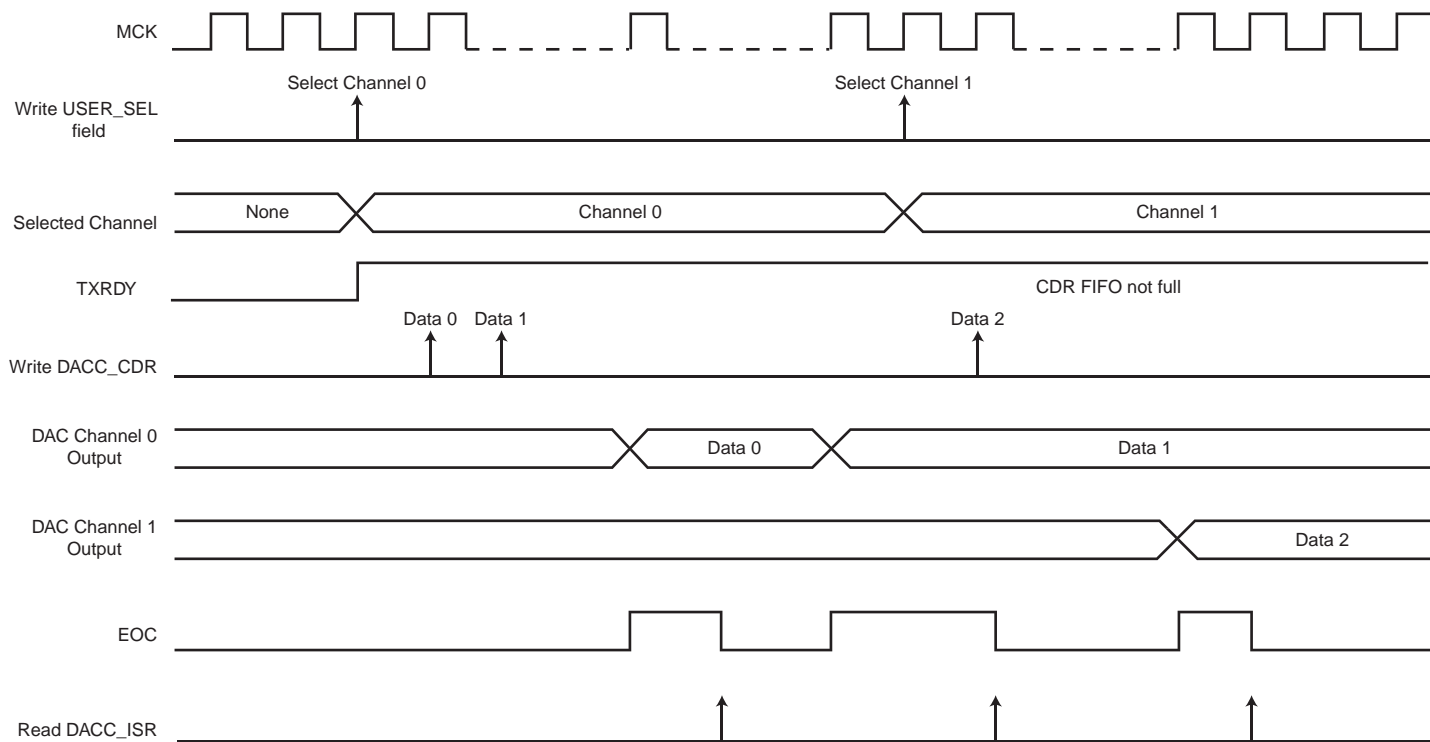 MCK
Select Channel 0
Select Channel 1
Write USER_SEL
field
Selected Channel
None
Channel 0
Channel 1
TXRDY
CDR FIFO not full
Data 0
Data 1
Data 2
Write DACC_CDR
DAC Channel 0
Output
Data 0
Data 1
DAC Channel 1
Output
Data 2
EOC
Read DACC_ISR